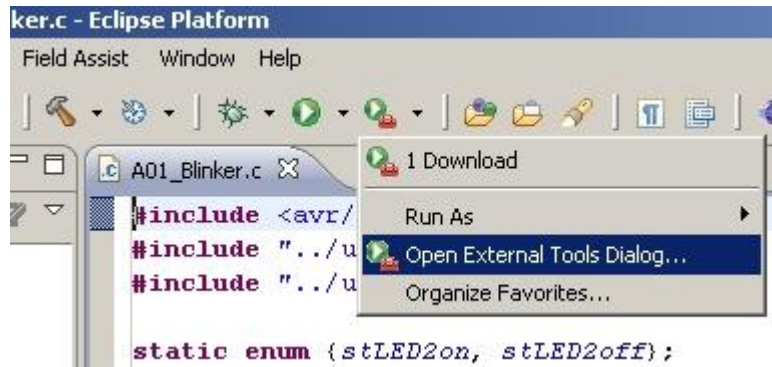 ker.c - Eclipse Platform
Field Assist Window Help
A01_Blinker.c
1 Download
#include <avr/
Run As
#include "../u
Open External Tools Dialog...
#include "../u
Organize Favorites...
static enum {stLED2on, stLED2off};